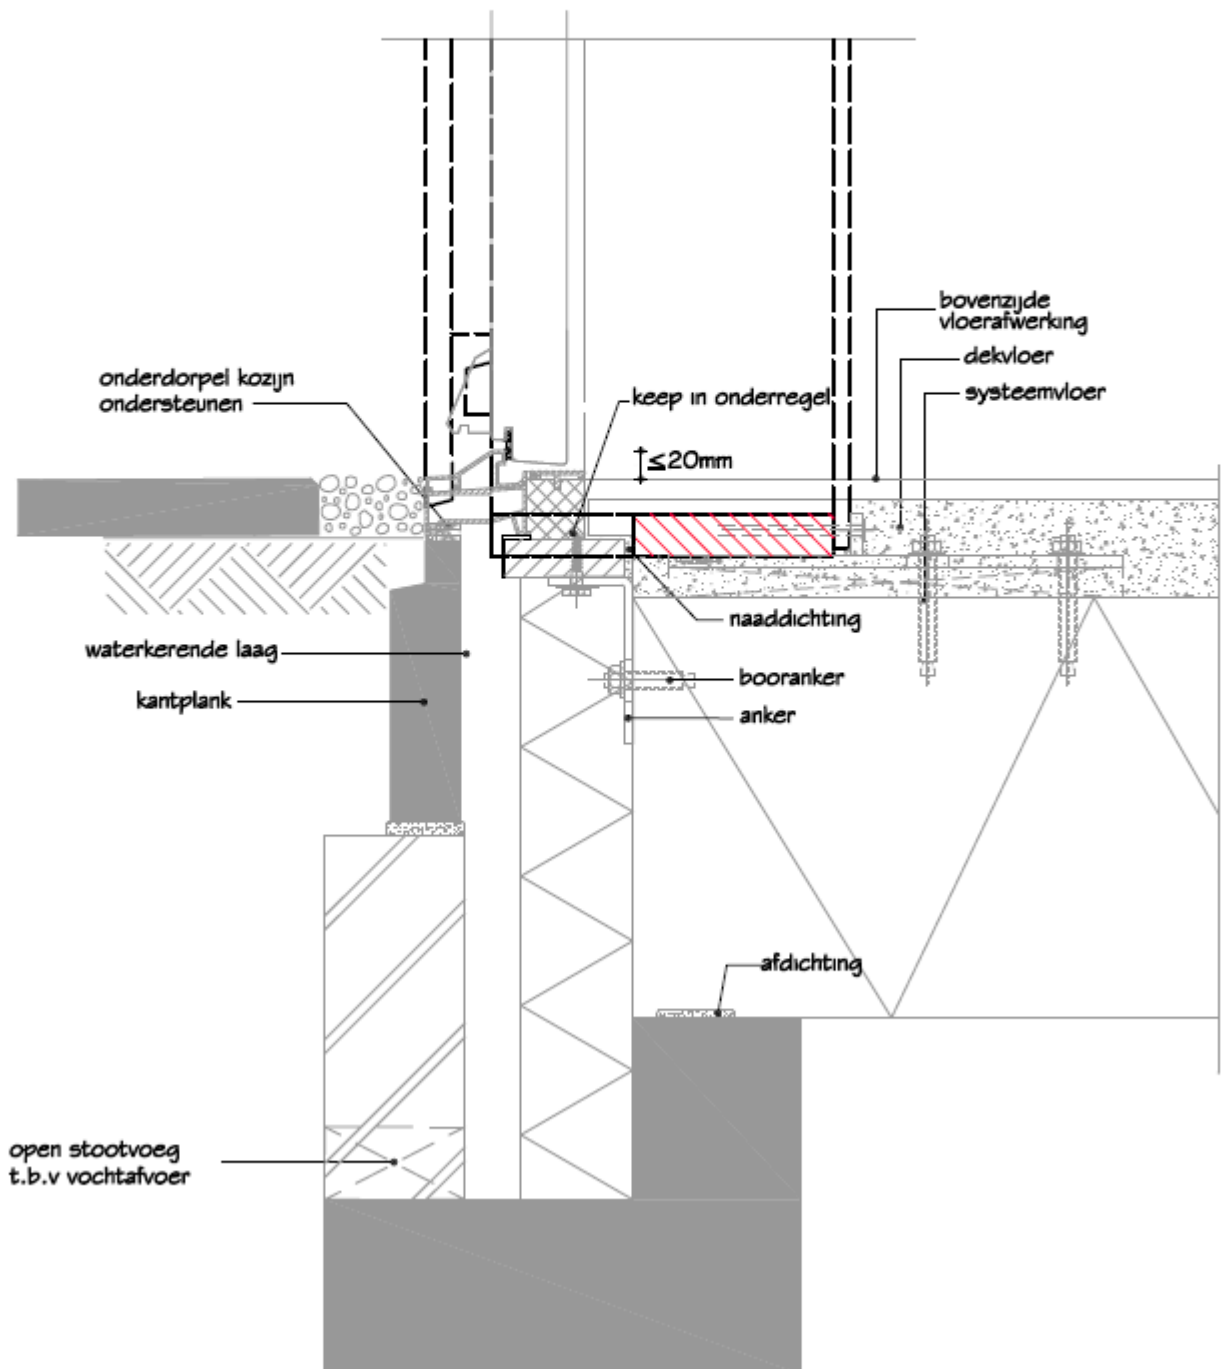 bovenzijde
vloerafwerking
dekvloer
systeemvloer
onderdorpel kozijn
ondersteunen
keep in onderregel
≤20mm
naaddichting
waterkerende laag
kantplank
booranker
anker
afdichting
open stootvoeg
t.b.v vochtafvoer